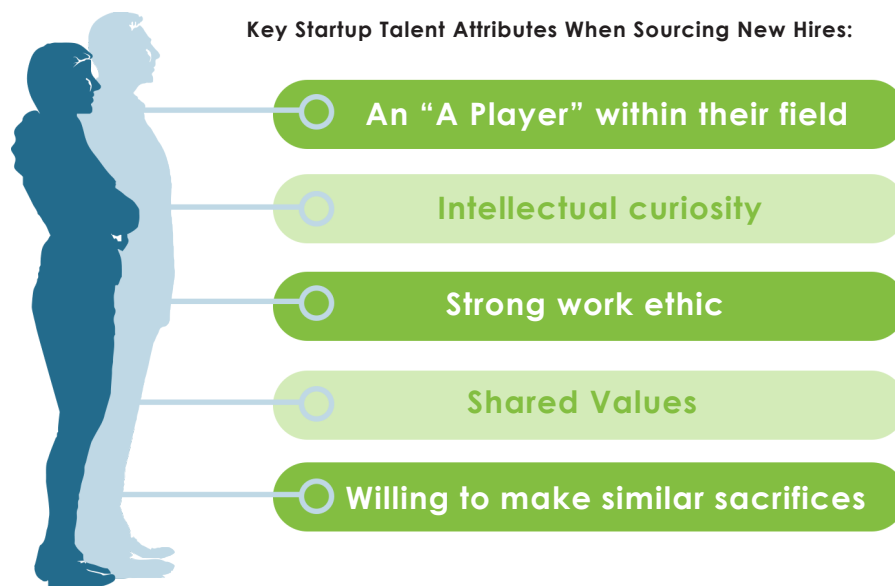 Key Startup Talent Attributes When Sourcing New Hires:
An “A Player” within their field
Intellectual curiosity
Strong work ethic
Shared Values
Willing to make similar sacrifices